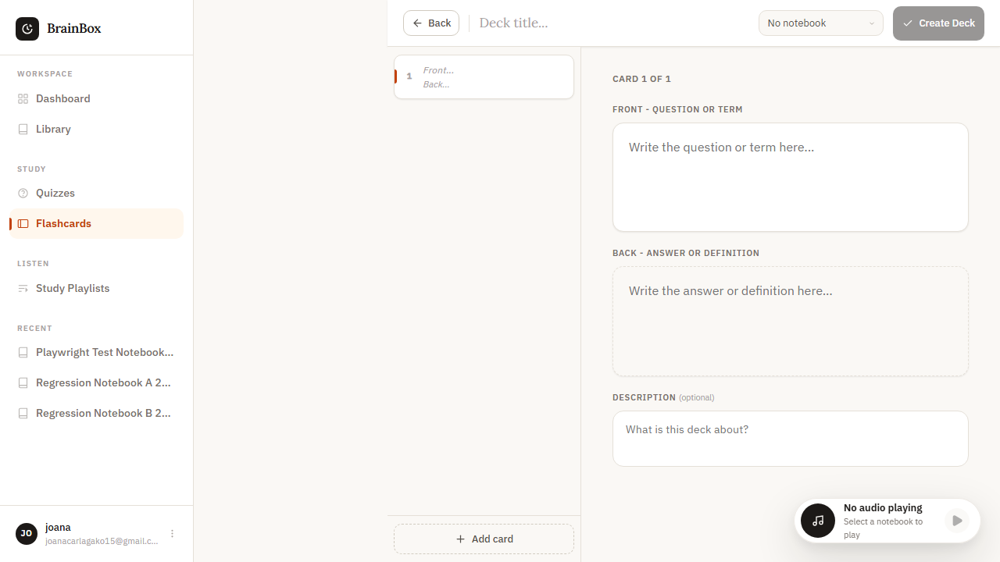 BrainBox
WORKSPACE
Dashboard
Library
STUDY
Quizzes
Flashcards
LISTEN
Study Playlists
RECENT
Playwright Test Notebook...
Regression Notebook A 2...
Regression Notebook B 2...
JO
joana
joanacarlagako15@gmail.c...
Back
Deck title...
No notebook
Create Deck
1
Front...
Back...
Add card
CARD 1 OF 1
FRONT - QUESTION OR TERM
Write the question or term here...
BACK - ANSWER OR DEFINITION
Write the answer or definition here...
DESCRIPTION (optional)
What is this deck about?
No audio playing
Select a notebook to
play